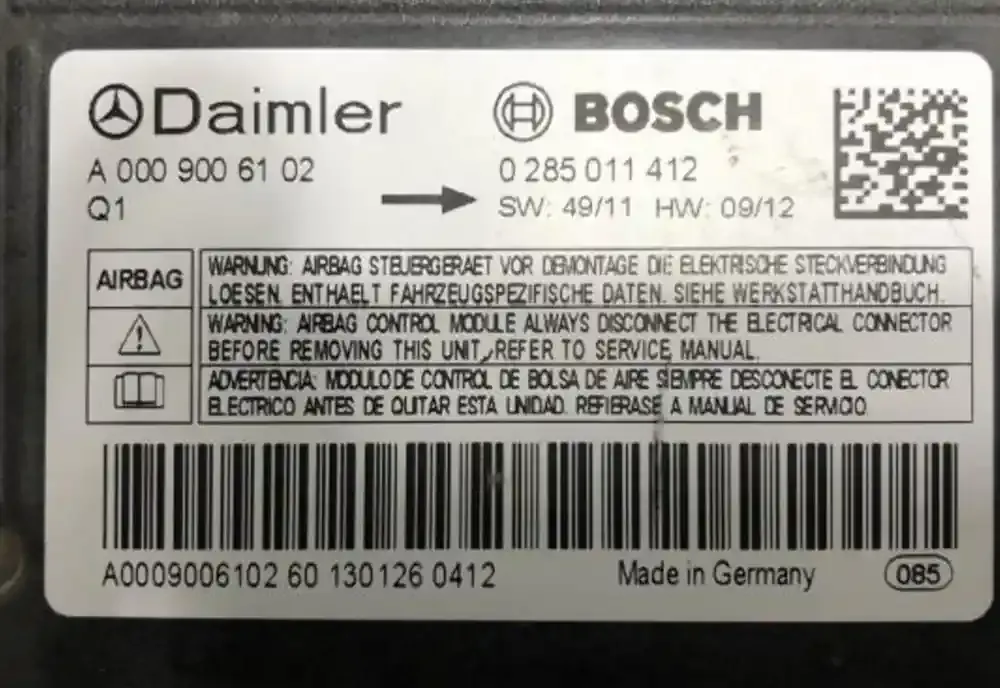 Daimler
BOSCH
A 000 900 61 02
0 285 011 412
Q1
SW: 49/11 HW: 09/12
AIRBAG
WARNUNG: AIRBAG STEUERGERAET VOR DEMONTAGE DIE ELEKTRISCHE STECKVERBINDUNG
LOESEN. ENTHAELT FAHRZEUGSPEZIFISCHE DATEN. SIEHE WERKSTATTHANDBUCH.
WARNING: AIRBAG CONTROL MODULE ALWAYS DISCONNECT THE ELECTRICAL CONNECTOR
BEFORE REMOVING THIS UNIT, REFER TO SERVICE MANUAL.
ADVERTENCIA: MODULO DE CONTROL DE BOLSA DE AIRE SIEMPRE DESCONECTE EL CONECTOR
ELECTRICO ANTES DE QUITAR ESTA UNIDAD. REFIERASE A MANUAL DE SERVICIO.
A0009006102 60 130126 0412
Made in Germany
085